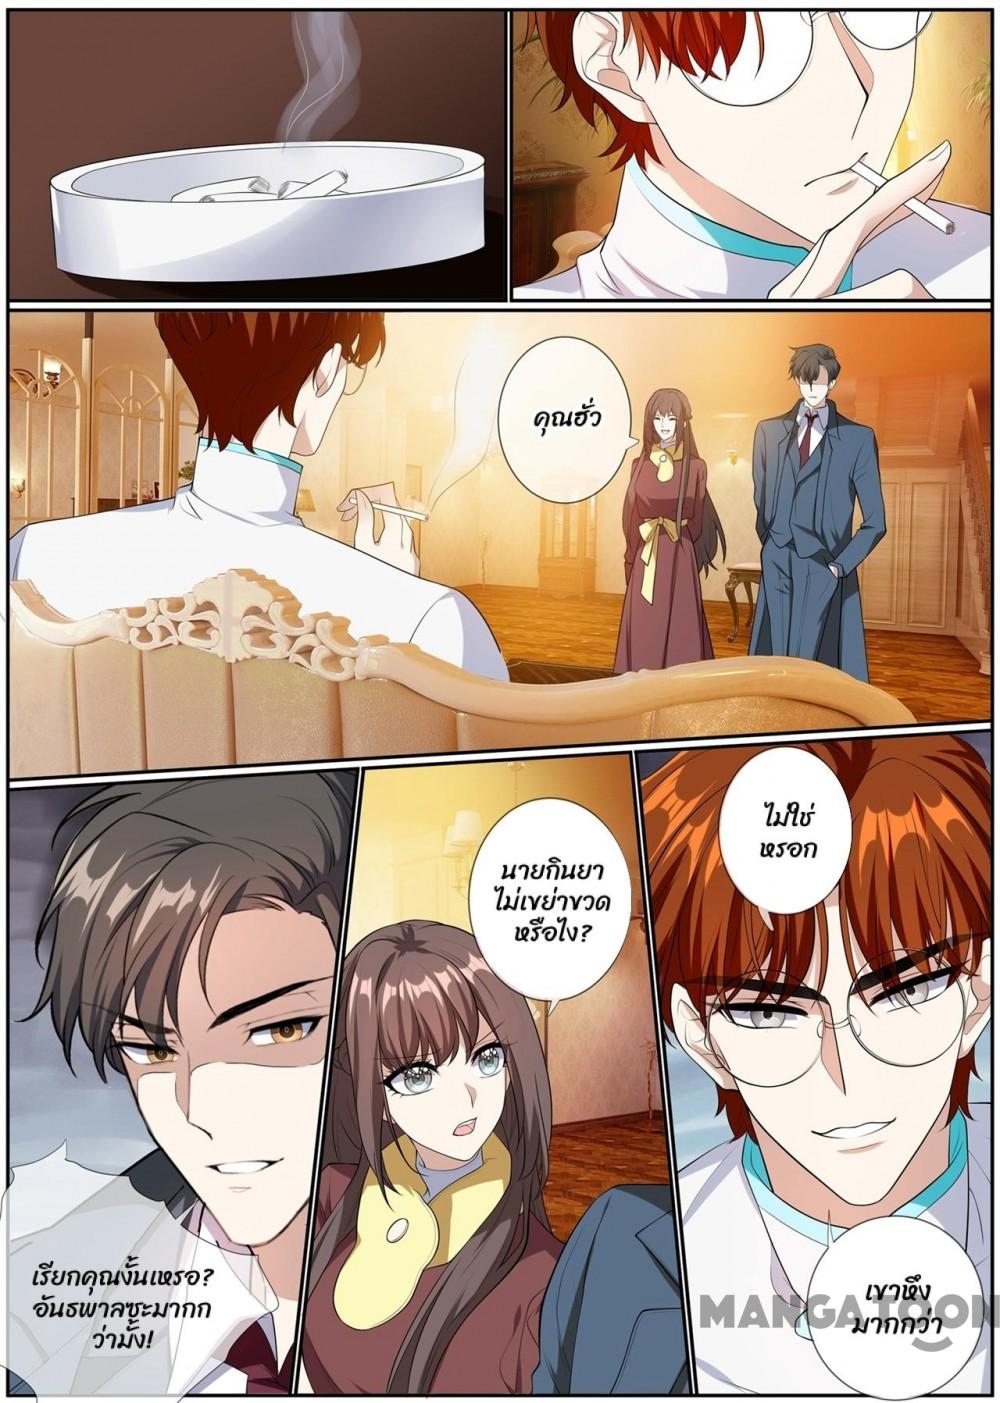 คุณฮั่ว
เรียกคุณงั้นเหรอ?
อันธพาลซะมากก
ว่ามั้ง!
นายกินยา
ไม่เขย่าขวด
หรือไง?
ไม่ใช่
หรอก
เขาหึง
มากกว่า
MANGATOON